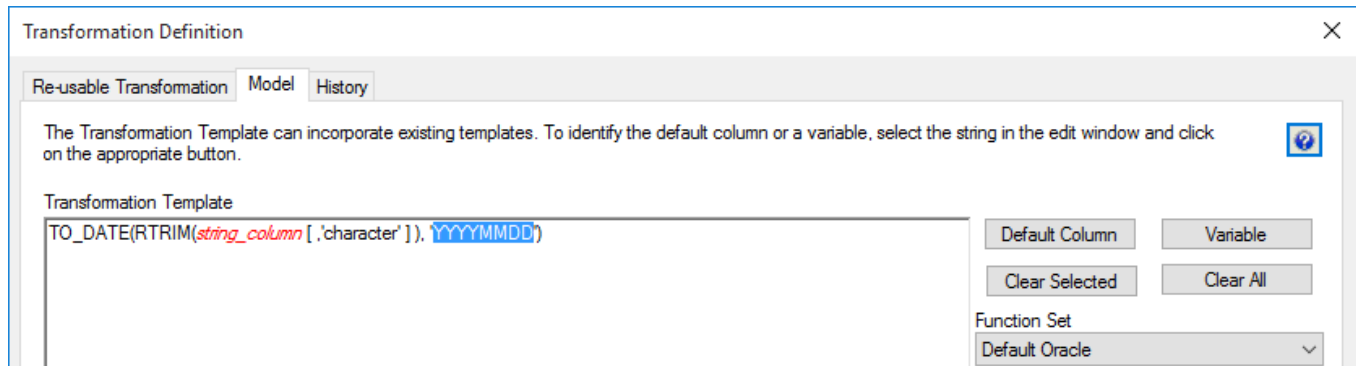 Transformation Definition
Re-usable Transformation Model History
The Transformation Template can incorporate existing templates. To identify the default column or a variable, select the string in the edit window and click
on the appropriate button.
Transformation Template
TO_DATE(RTRIM(string_column [ ,'character' ] ), 'YYYYMMDD')
Default Column Variable
Clear Selected Clear All
Function Set
Default Oracle